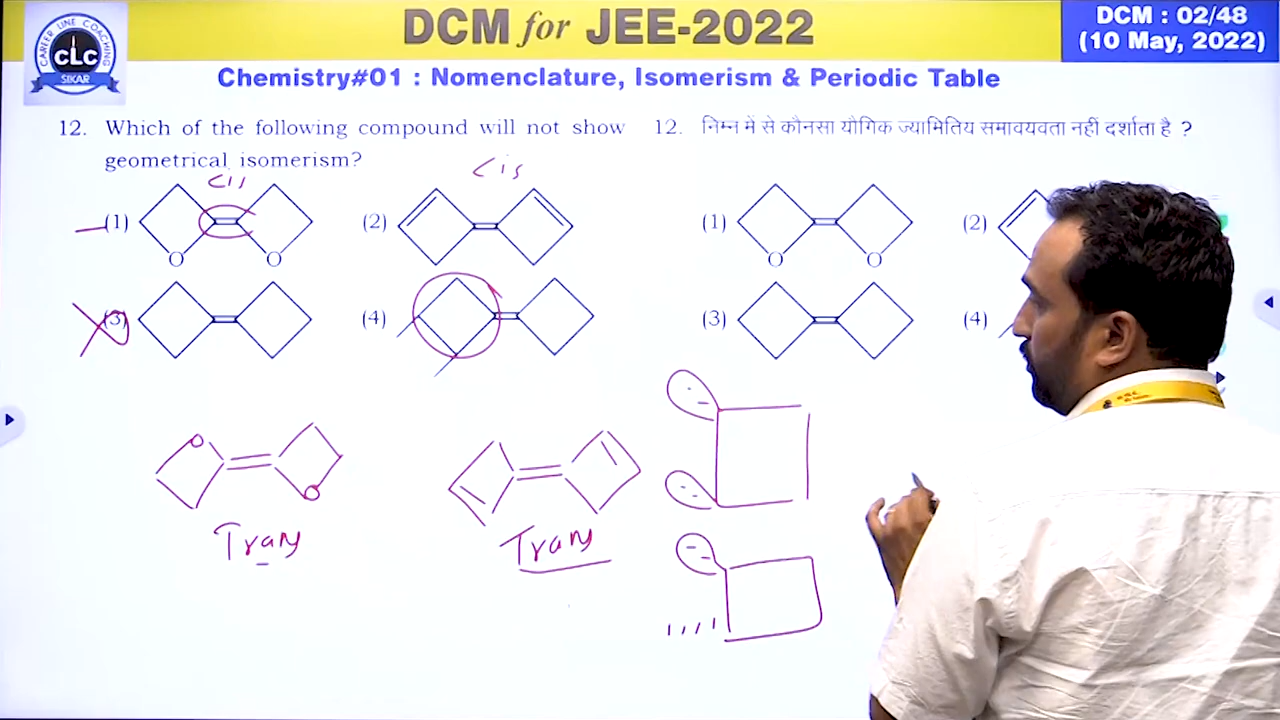 DCM for JEE-2022
DCM : 02/48
(10 May, 2022)
CAREER LINE COACHING
CLC
SIKAR
Chemistry#01 : Nomenclature, Isomerism & Periodic Table
12. Which of the following compound will not show
geometrical isomerism?
12. निम्न में से कौनसा यौगिक ज्यामितिय समावयवता नहीं दर्शाता है ?
Cis
Cis
(1)
O
O
(2)
(3)
(4)
(1)
O
O
(2)
(3)
(4)
O
O
Trans
Trans